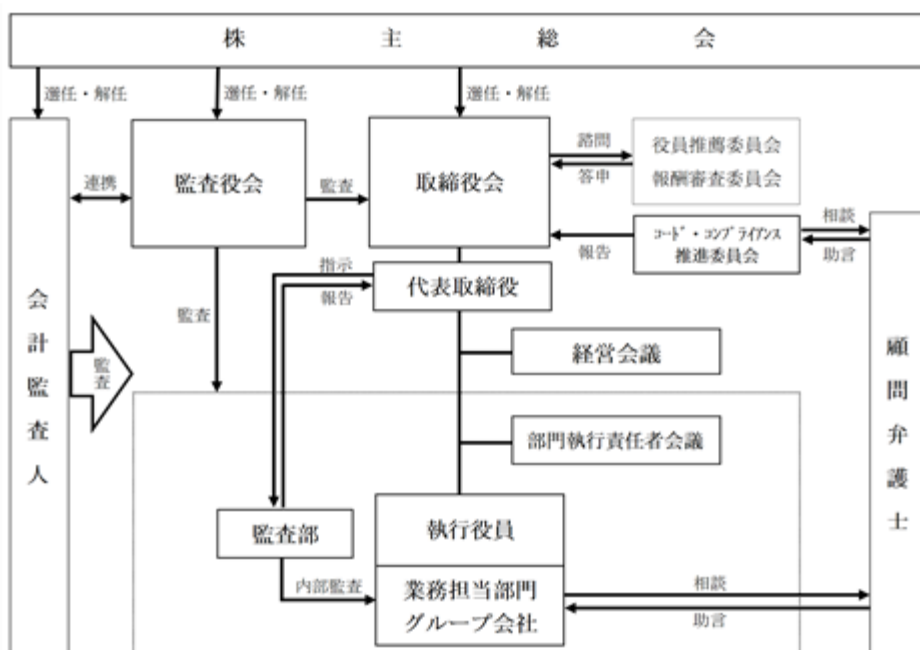 株主総会
選任・解任
選任・解任
選任・解任
監査役会
監査
取締役会
諮問
答申
役員推薦委員会
報酬審査委員会
連携
報告
コード・コンプライアンス
推進委員会
相談
助言
指示
報告
代表取締役
監査
会計監査人
監査
経営会議
顧問弁護士
部門執行責任者会議
監査部
執行役員
内部監査
業務担当部門
グループ会社
相談
助言